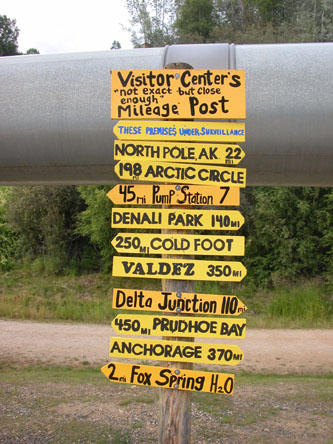 Visitor Center's
"not exact but close
enough"
Mileage Post
THESE PREMISES UNDER SURVEILLANCE
NORTH POLE, AK. 22 mi
198 mi ARCTIC CIRCLE
45 mi Pump Station 7
DENALI PARK 140 mi
250 mi COLD FOOT
VALDEZ 350 mi
Delta Junction 110 mi
450 mi PRUDHOE BAY
ANCHORAGE 370 mi
2 mi Fox Spring H2O